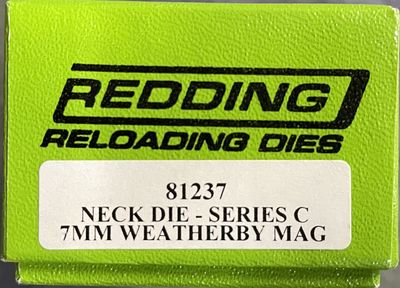 REDDING
RELOADING DIES
81237
NECK DIE - SERIES C
7MM WEATHERBY MAG